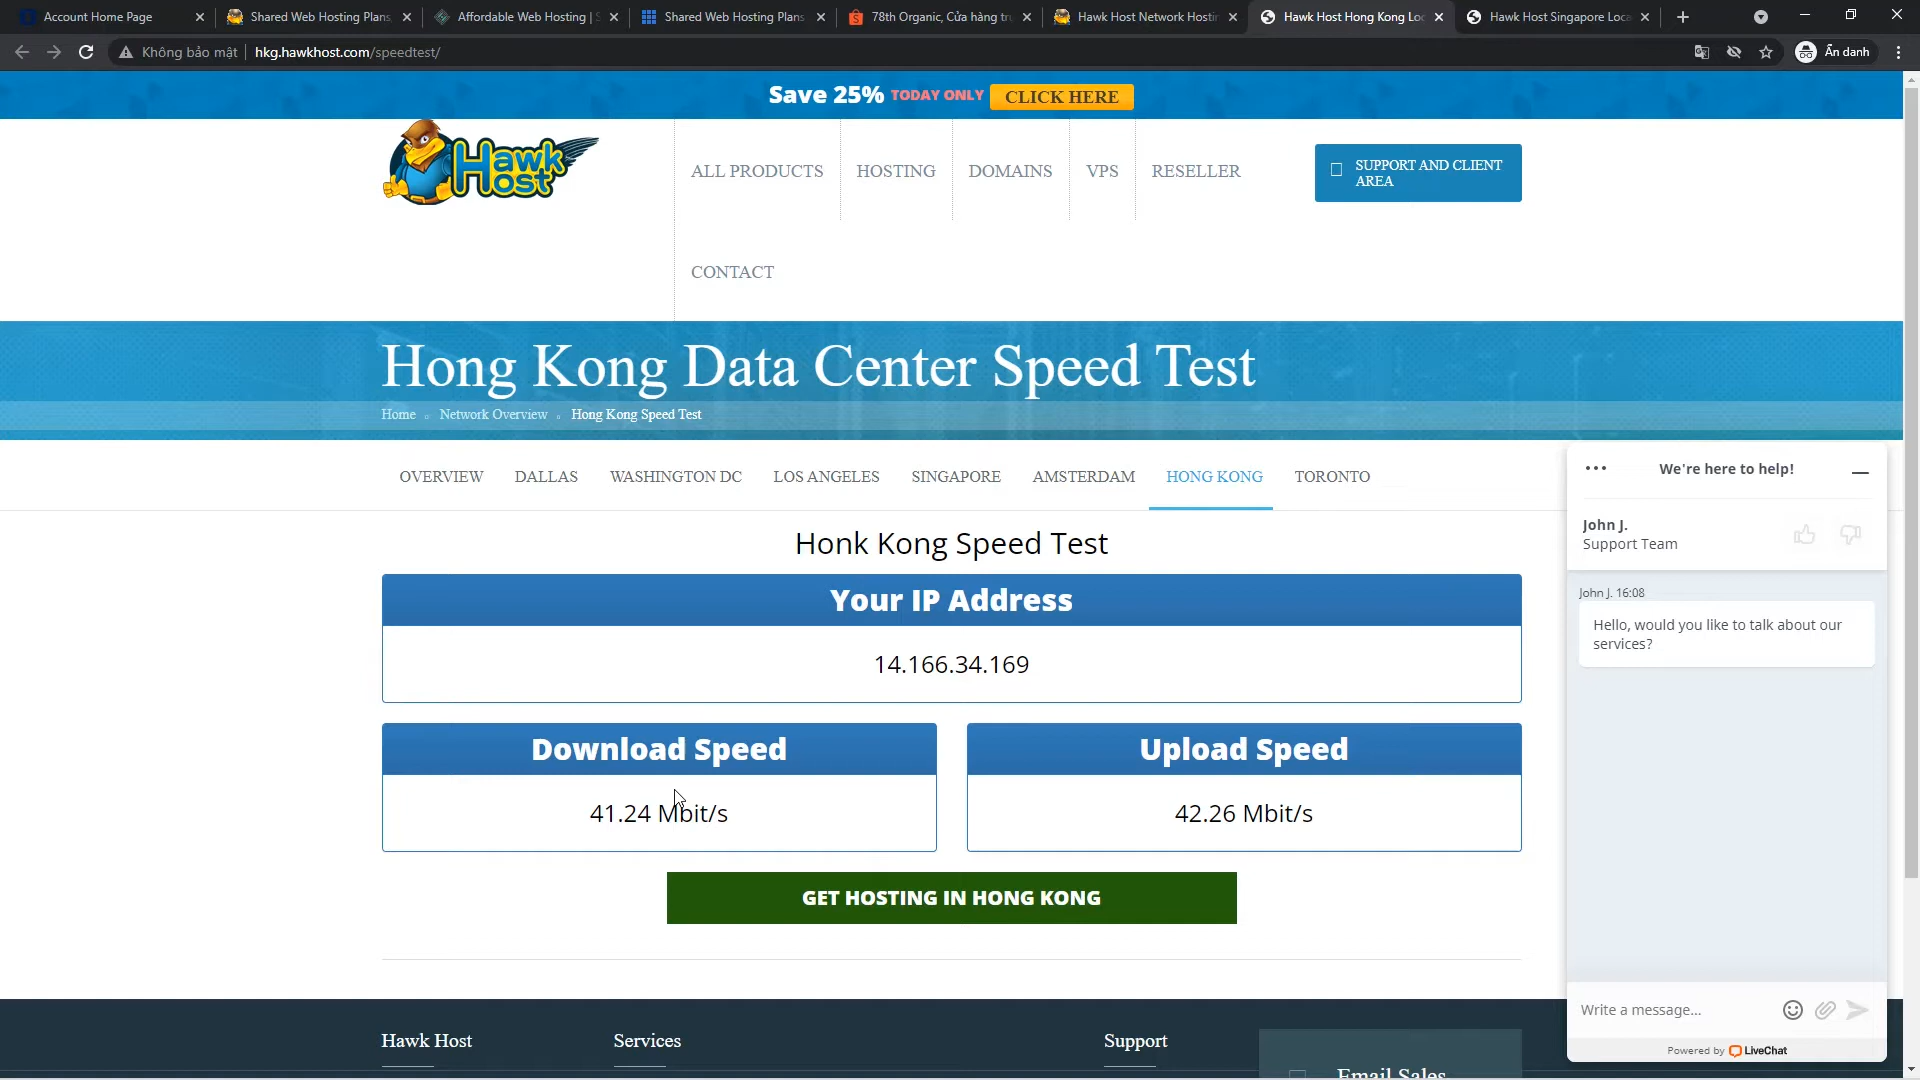 Account Home Page
Shared Web Hosting Plans,
Affordable Web Hosting | S
Shared Web Hosting Plans
78th Organic, Cửa hàng tr
Hawk Host Network Hostin
Hawk Host Hong Kong Loc
Hawk Host Singapore Loca
Không bảo mật
hkg.hawkhost.com/speedtest/
Ẩn danh
Save 25% TODAY ONLY CLICK HERE
Hawk Host
ALL PRODUCTS
HOSTING
DOMAINS
VPS
RESELLER
SUPPORT AND CLIENT
AREA
CONTACT
Hong Kong Data Center Speed Test
Home
Network Overview
Hong Kong Speed Test
OVERVIEW
DALLAS
WASHINGTON DC
LOS ANGELES
SINGAPORE
AMSTERDAM
HONG KONG
TORONTO
Honk Kong Speed Test
Your IP Address
14.166.34.169
Download Speed
41.24 Mbit/s
Upload Speed
42.26 Mbit/s
GET HOSTING IN HONG KONG
Hawk Host
Services
Support
Email Sales
We're here to help!
John J.
Support Team
John J. 16:08
Hello, would you like to talk about our
services?
Write a message...
Powered by LiveChat